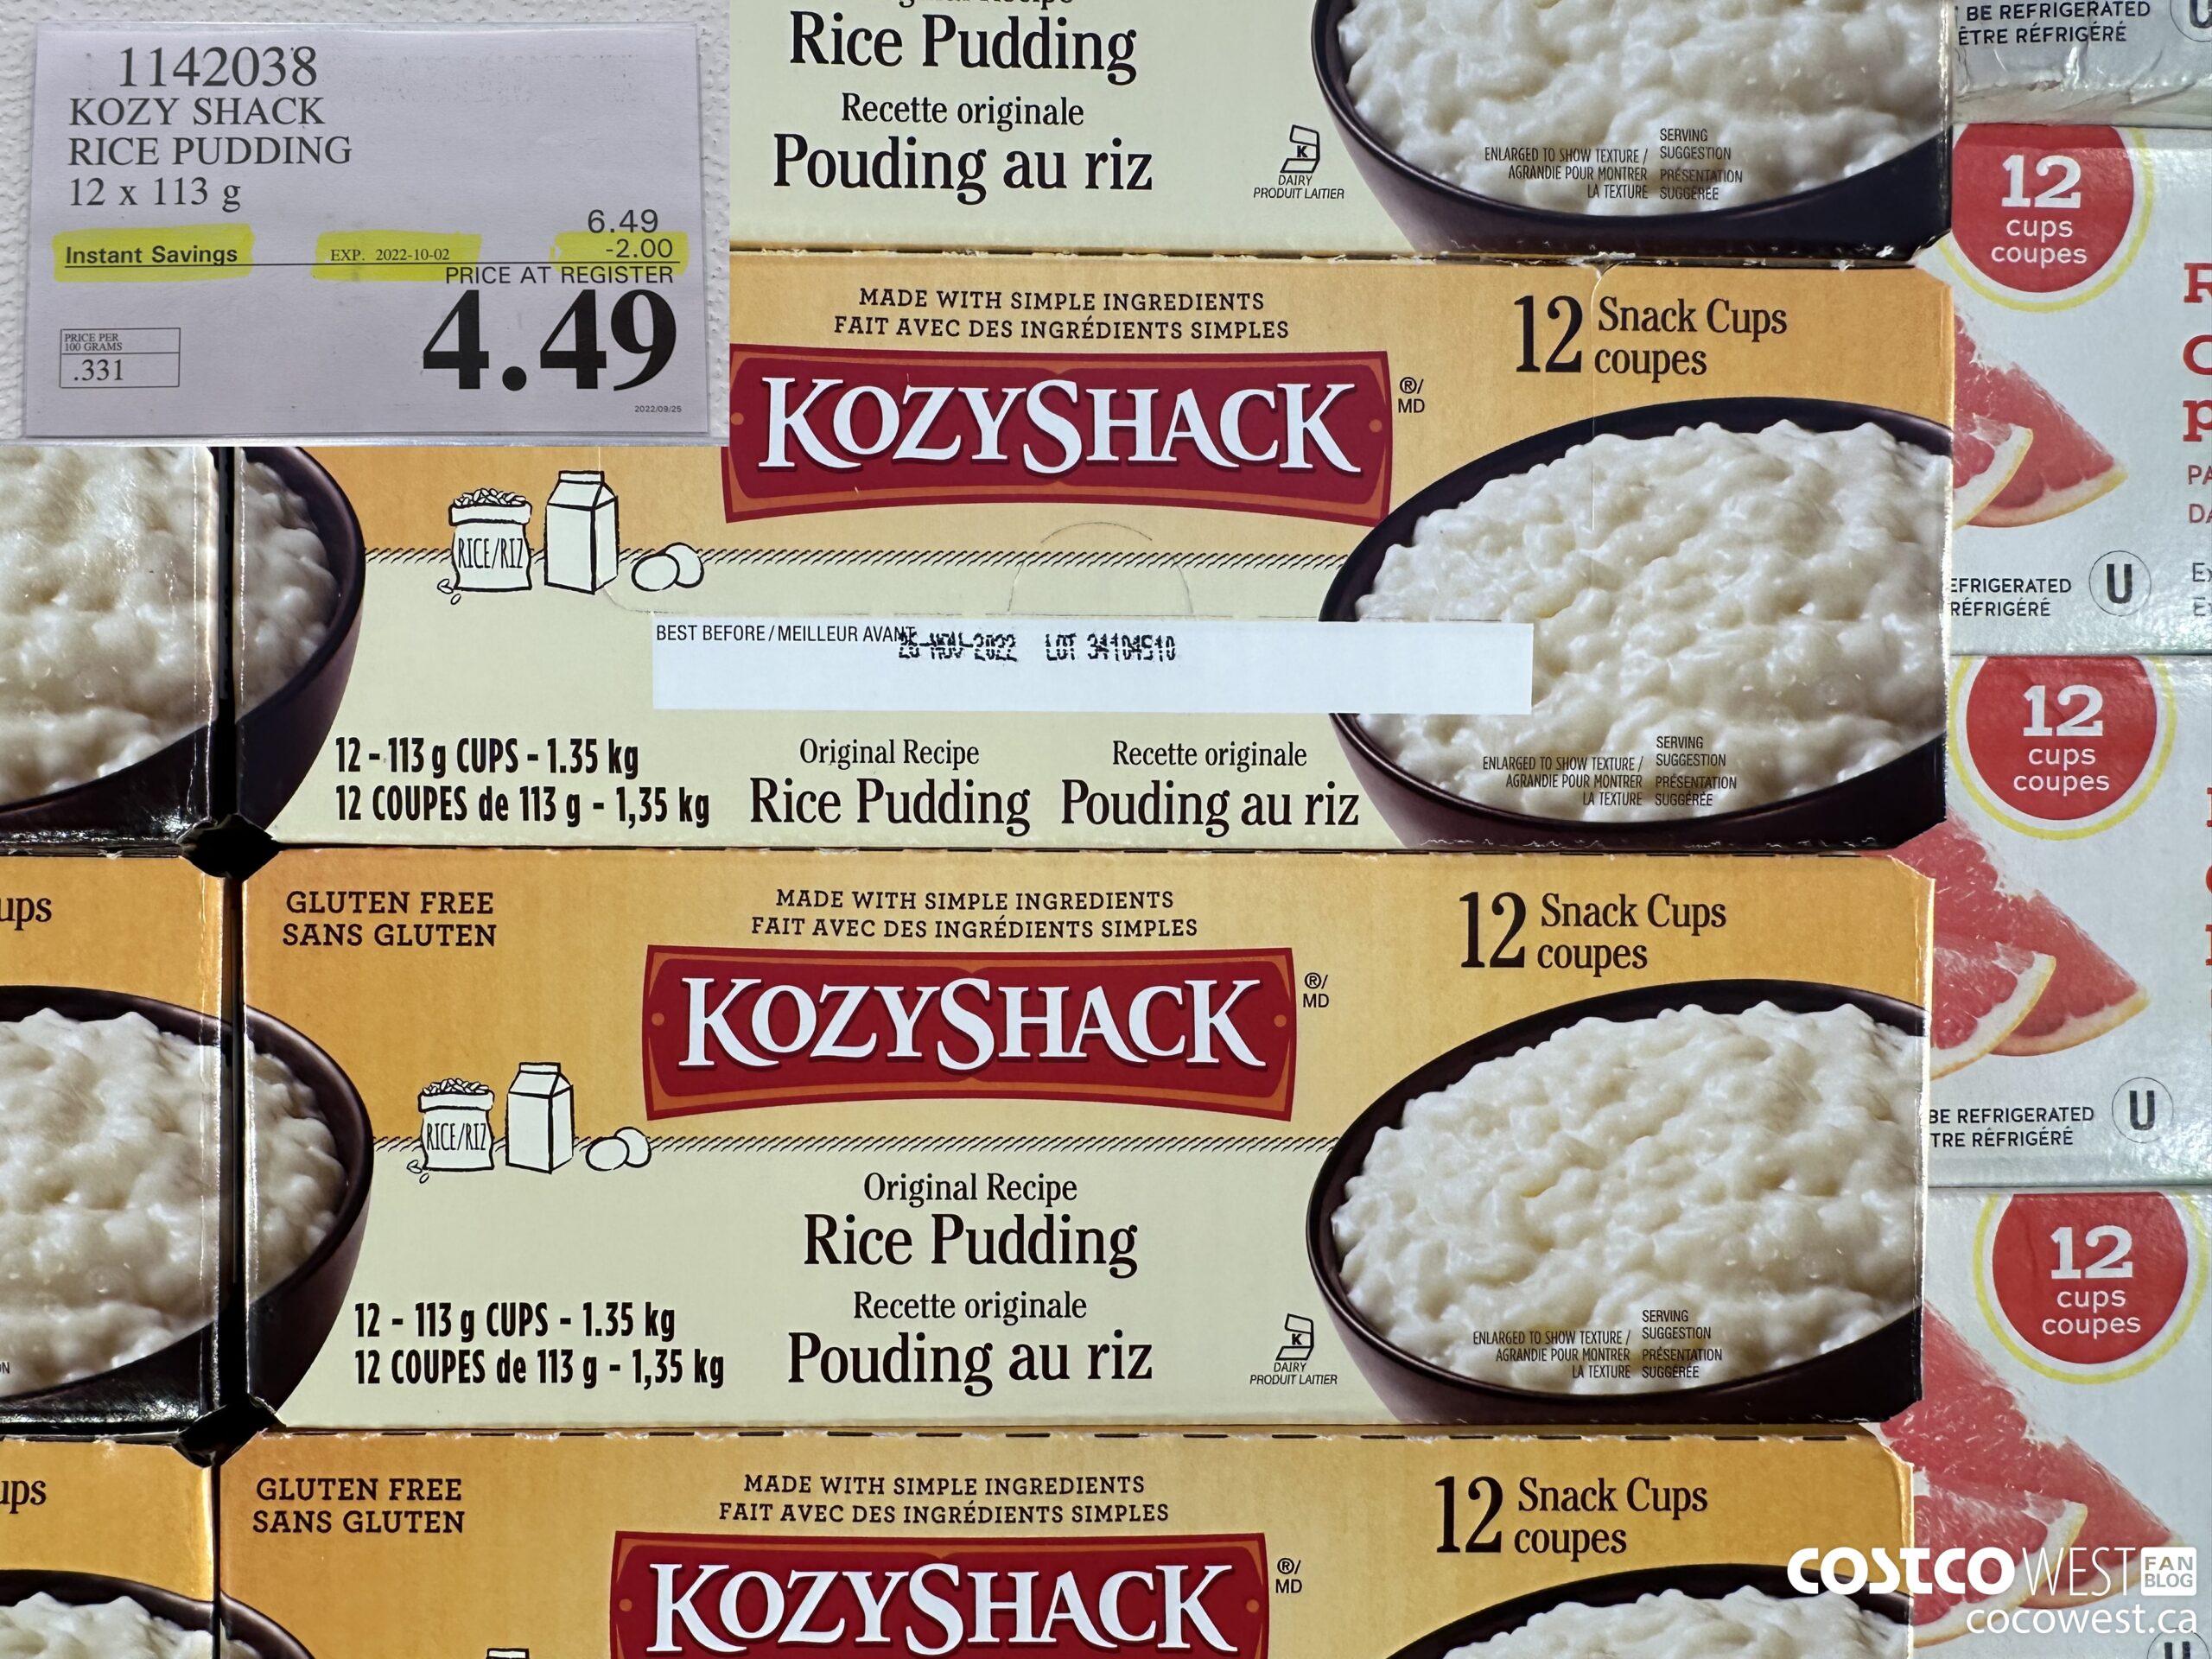 1142038
KOZY SHACK
RICE PUDDING
12 x 113 g
6.49
Instant Savings EXP. 2022-10-02 -2.00
PRICE AT REGISTER
4.49
PRICE PER
100 GRAMS
.331
2022/09/25
Rice Pudding
Recette originale
Pouding au riz
K
DAIRY
PRODUIT LAITIER
ENLARGED TO SHOW TEXTURE /
AGRANDIE POUR MONTRER
LA TEXTURE
SERVING
SUGGESTION
PRÉSENTATION
SUGGÉRÉE
BE REFRIGERATED
ÊTRE RÉFRIGÉRÉ
12
cups
coupes
MADE WITH SIMPLE INGREDIENTS
FAIT AVEC DES INGRÉDIENTS SIMPLES
12 Snack Cups
coupes
KOZYSHACK
®/
MD
RICE/RIZ
BEST BEFORE / MEILLEUR AVANT
26-NOV-2022 LOT 34104510
12 - 113 g CUPS - 1.35 kg
12 COUPES de 113 g - 1,35 kg
Original Recipe
Rice Pudding
Recette originale
Pouding au riz
ENLARGED TO SHOW TEXTURE /
AGRANDIE POUR MONTRER
LA TEXTURE
SERVING
SUGGESTION
PRÉSENTATION
SUGGÉRÉE
EFRIGERATED
RÉFRIGÉRÉ
U
12
cups
coupes
ups
GLUTEN FREE
SANS GLUTEN
MADE WITH SIMPLE INGREDIENTS
FAIT AVEC DES INGRÉDIENTS SIMPLES
12 Snack Cups
coupes
KOZYSHACK
®/
MD
RICE/RIZ
Original Recipe
Rice Pudding
Recette originale
Pouding au riz
12 - 113 g CUPS - 1.35 kg
12 COUPES de 113 g - 1,35 kg
K
DAIRY
PRODUIT LAITIER
ENLARGED TO SHOW TEXTURE /
AGRANDIE POUR MONTRER
LA TEXTURE
SERVING
SUGGESTION
PRÉSENTATION
SUGGÉRÉE
BE REFRIGERATED
TRE RÉFRIGÉRÉ
U
12
cups
coupes
ups
GLUTEN FREE
SANS GLUTEN
MADE WITH SIMPLE INGREDIENTS
FAIT AVEC DES INGRÉDIENTS SIMPLES
12 Snack Cups
coupes
KOZYSHACK
®/
MD
COSTCO WEST FAN BLOG
cocowest.ca